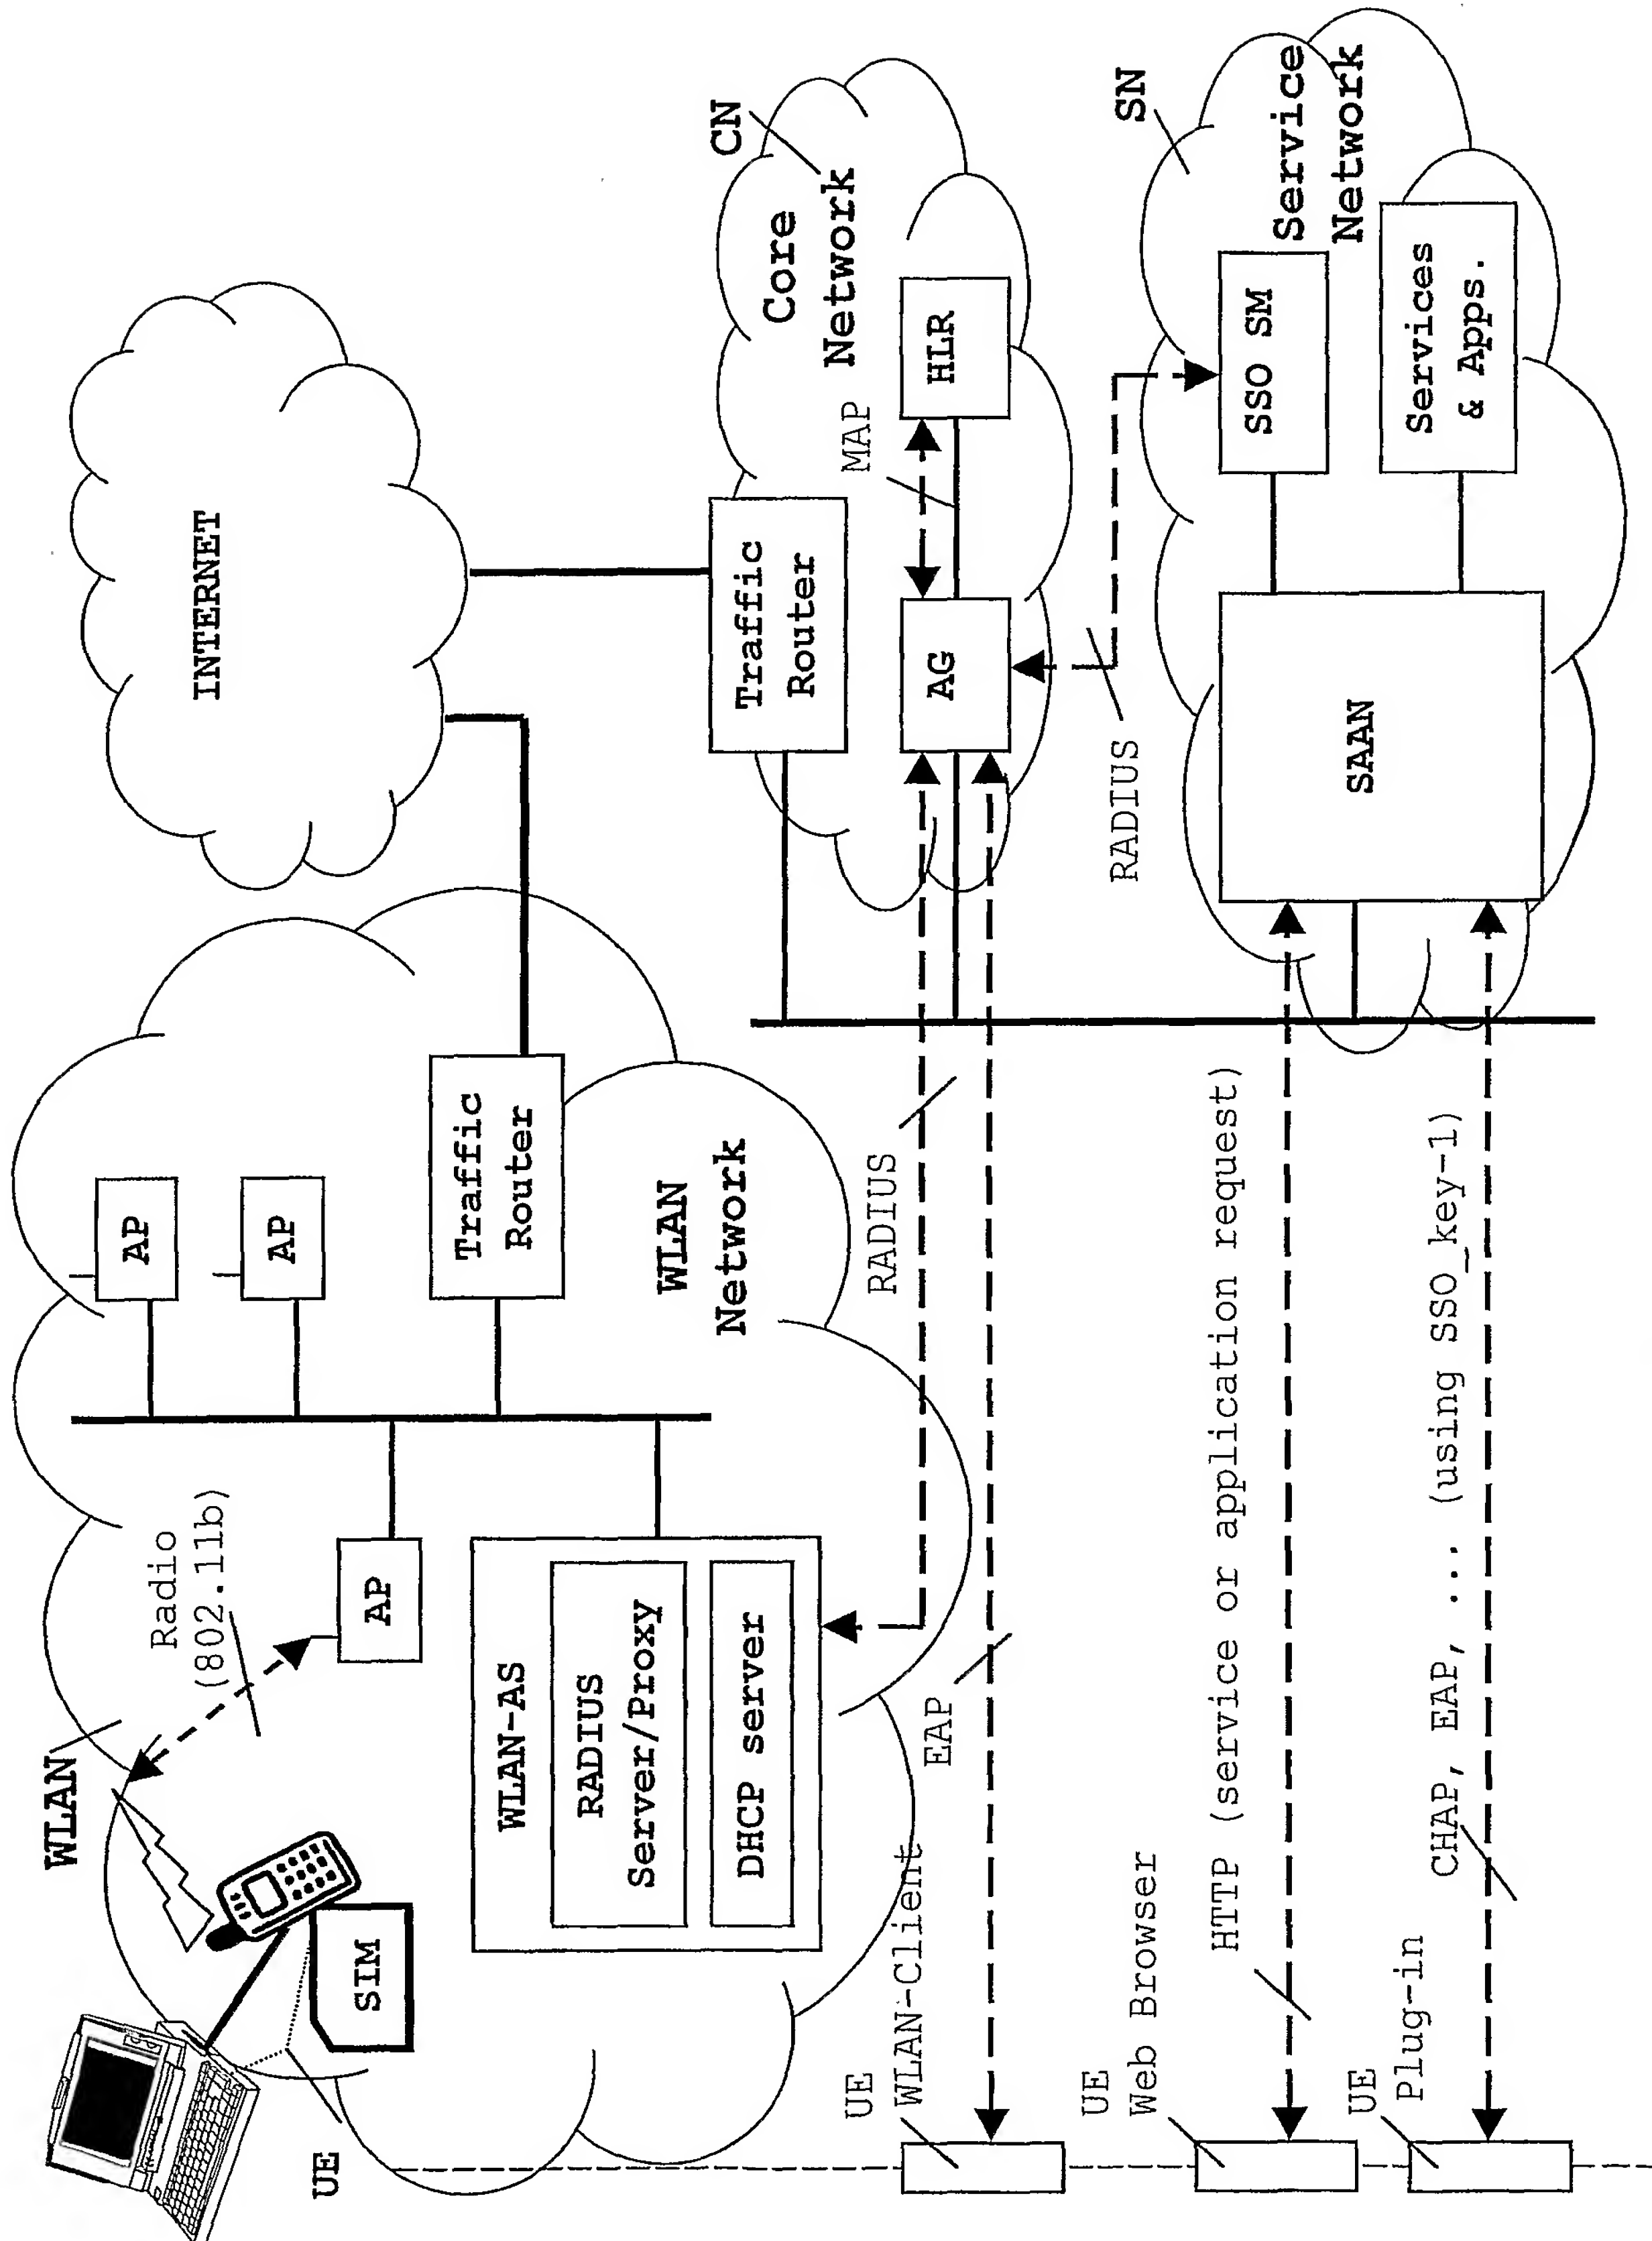 UE
WLAN
Radio
(802.11b)
SIM
AP
AP
AP
WLAN-AS
RADIUS
Server/Proxy
DHCP server
Traffic
Router
WLAN
Network
INTERNET
Traffic
Router
Core
Network
CN
AG
MAP
HLR
RADIUS
EAP
RADIUS
UE
WLAN-Client
UE
Web Browser
HTTP (service or application request)
UE
Plug-in
CHAP, EAP, ... (using SSO_key-1)
SAAN
SSO SM
Services
& Apps.
SN
Service
Network